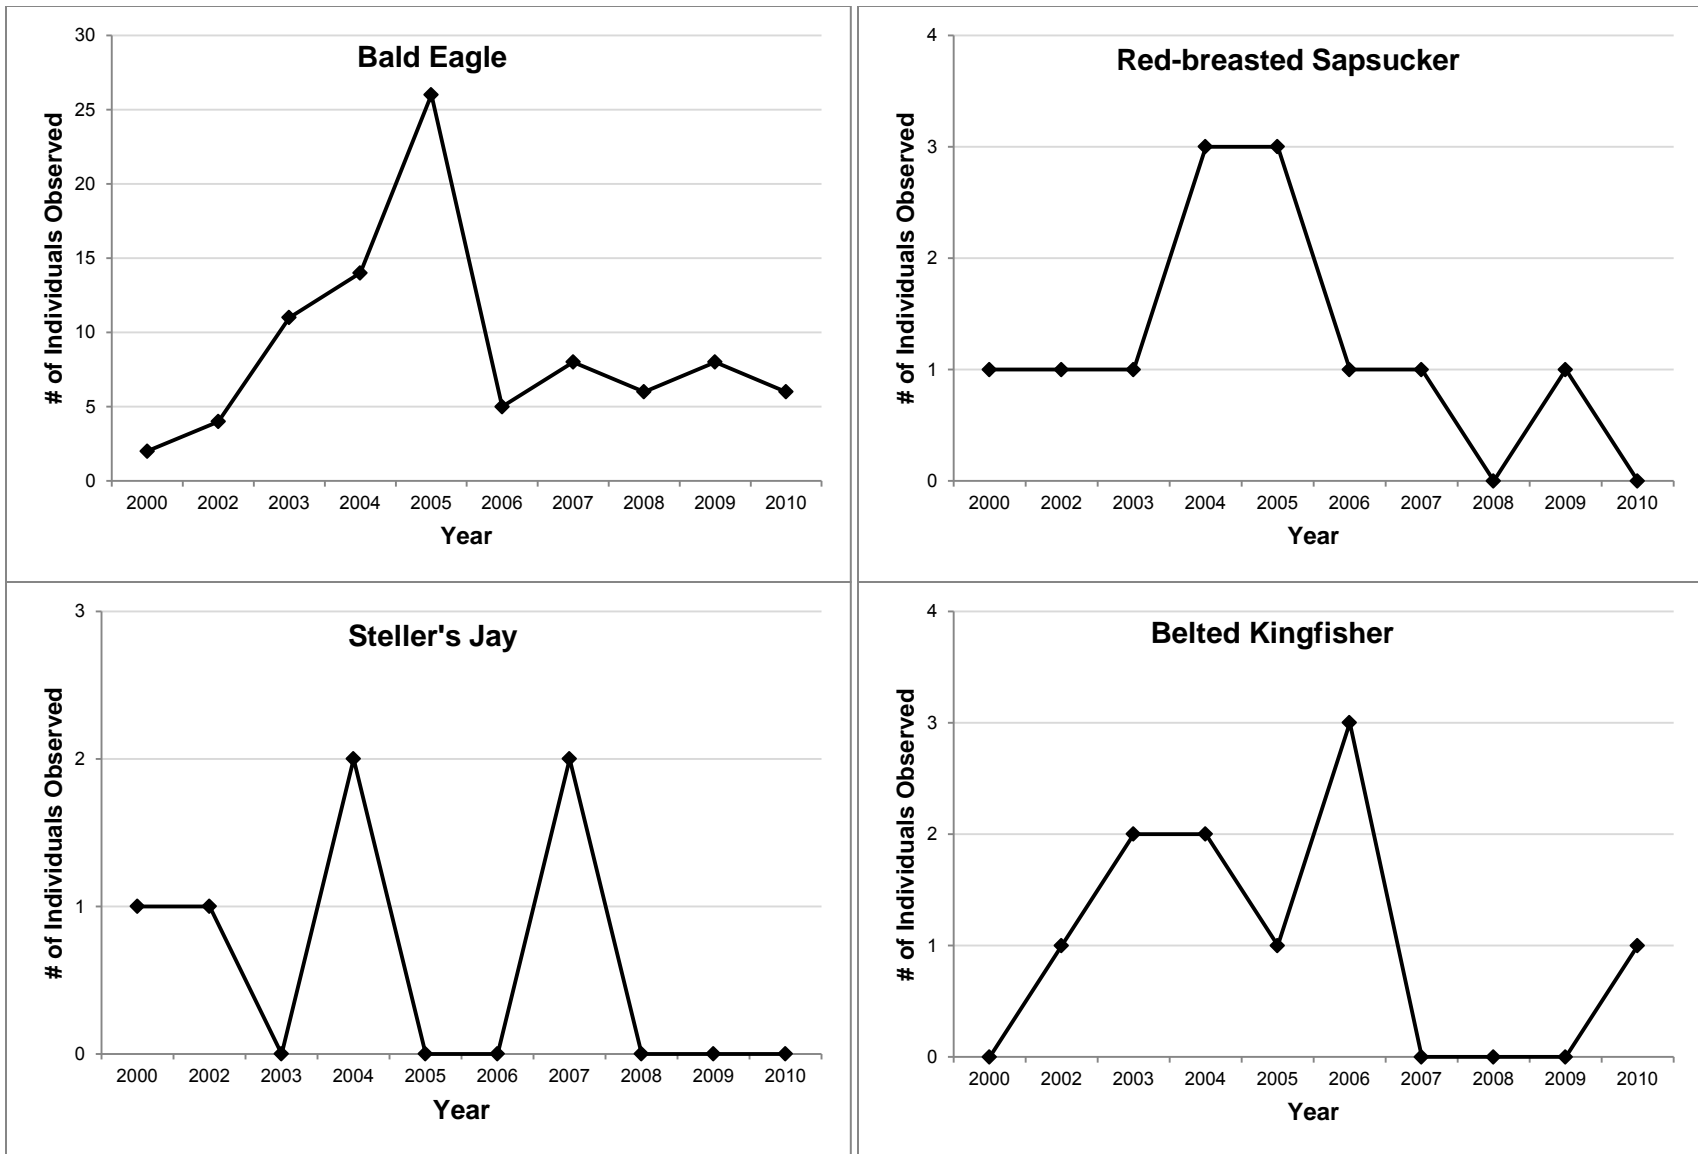 Bald Eagle
# of Individuals Observed
30
25
20
15
10
5
0
2000 2002 2003 2004 2005 2006 2007 2008 2009 2010
Year
Red-breasted Sapsucker
# of Individuals Observed
4
3
2
1
0
2000 2002 2003 2004 2005 2006 2007 2008 2009 2010
Year
Steller's Jay
# of Individuals Observed
3
2
1
0
2000 2002 2003 2004 2005 2006 2007 2008 2009 2010
Year
Belted Kingfisher
# of Individuals Observed
4
3
2
1
0
2000 2002 2003 2004 2005 2006 2007 2008 2009 2010
Year